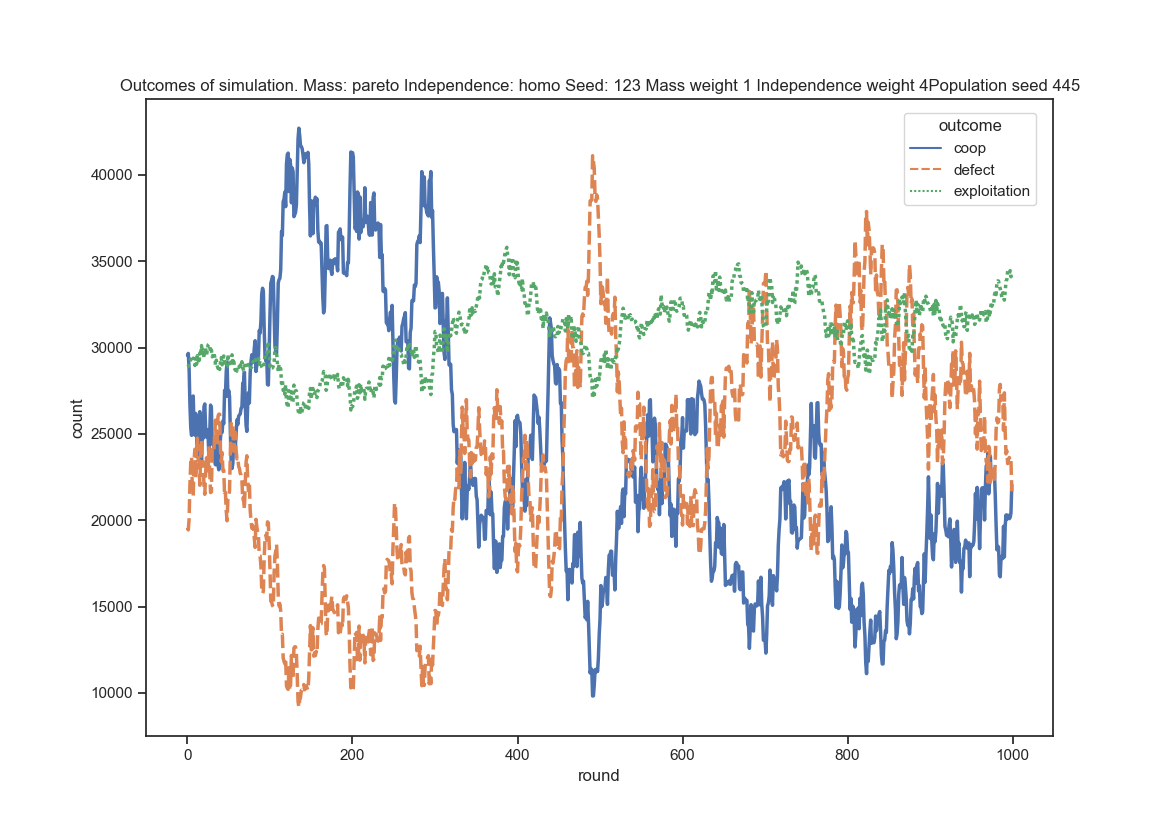 Outcomes of simulation. Mass: pareto Independence: homo Seed: 123 Mass weight 1 Independence weight 4Population seed 445
outcome
coop
defect
exploitation
40000
35000
30000
25000
20000
15000
10000
count
0
200
400
600
800
1000
round